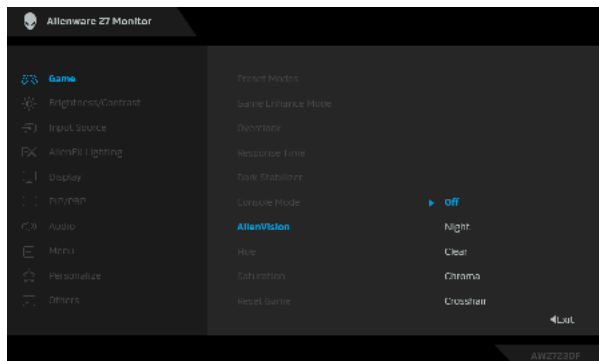 Alienware 27 Monitor
Game
Brightness/Contrast
Input Source
AlienFX Lighting
Display
PIP/PBP
Audio
Menu
Personalize
Others
Preset Modes
Game Enhance Mode
Overclock
Response Time
Dark Stabilizer
Console Mode
AlienVision
Hue
Saturation
Reset Game
Off
Night
Clear
Chroma
Crosshair
Exit
AW2723DF